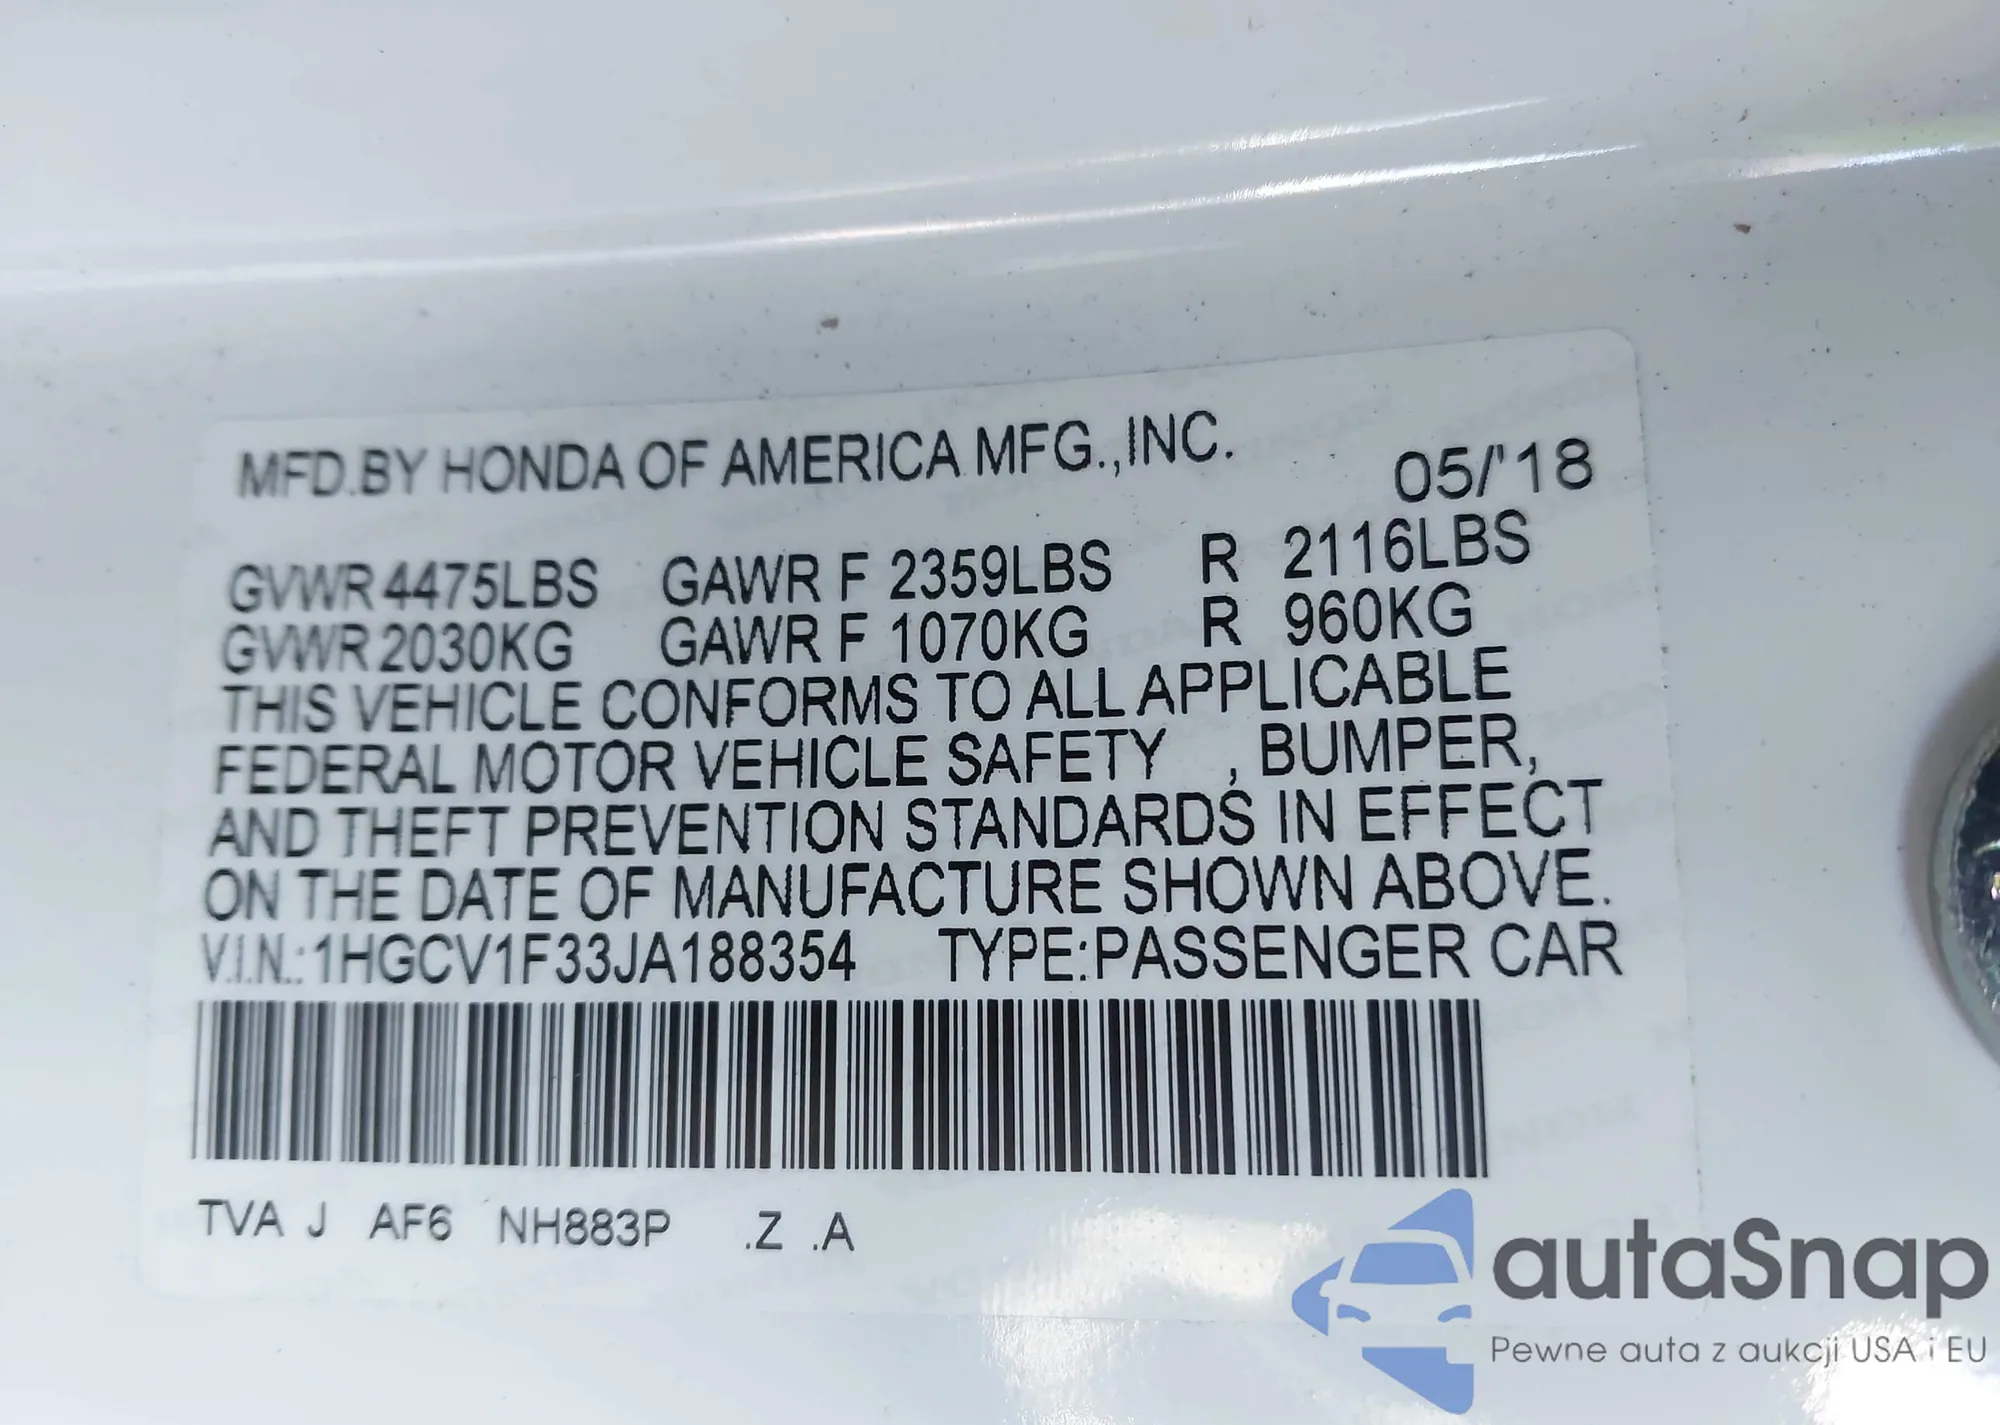 MFD.BY HONDA OF AMERICA MFG.,INC. 05/'18
GVWR 4475LBS GAWR F 2359LBS R 2116LBS
GVWR 2030KG GAWR F 1070KG R 960KG
THIS VEHICLE CONFORMS TO ALL APPLICABLE
FEDERAL MOTOR VEHICLE SAFETY , BUMPER,
AND THEFT PREVENTION STANDARDS IN EFFECT
ON THE DATE OF MANUFACTURE SHOWN ABOVE.
V.I.N.: 1HGCV1F33JA188354 TYPE:PASSENGER CAR
TVA J AF6 NH883P .Z .A
autaSnap
Pewne auta z aukcji USA i EU